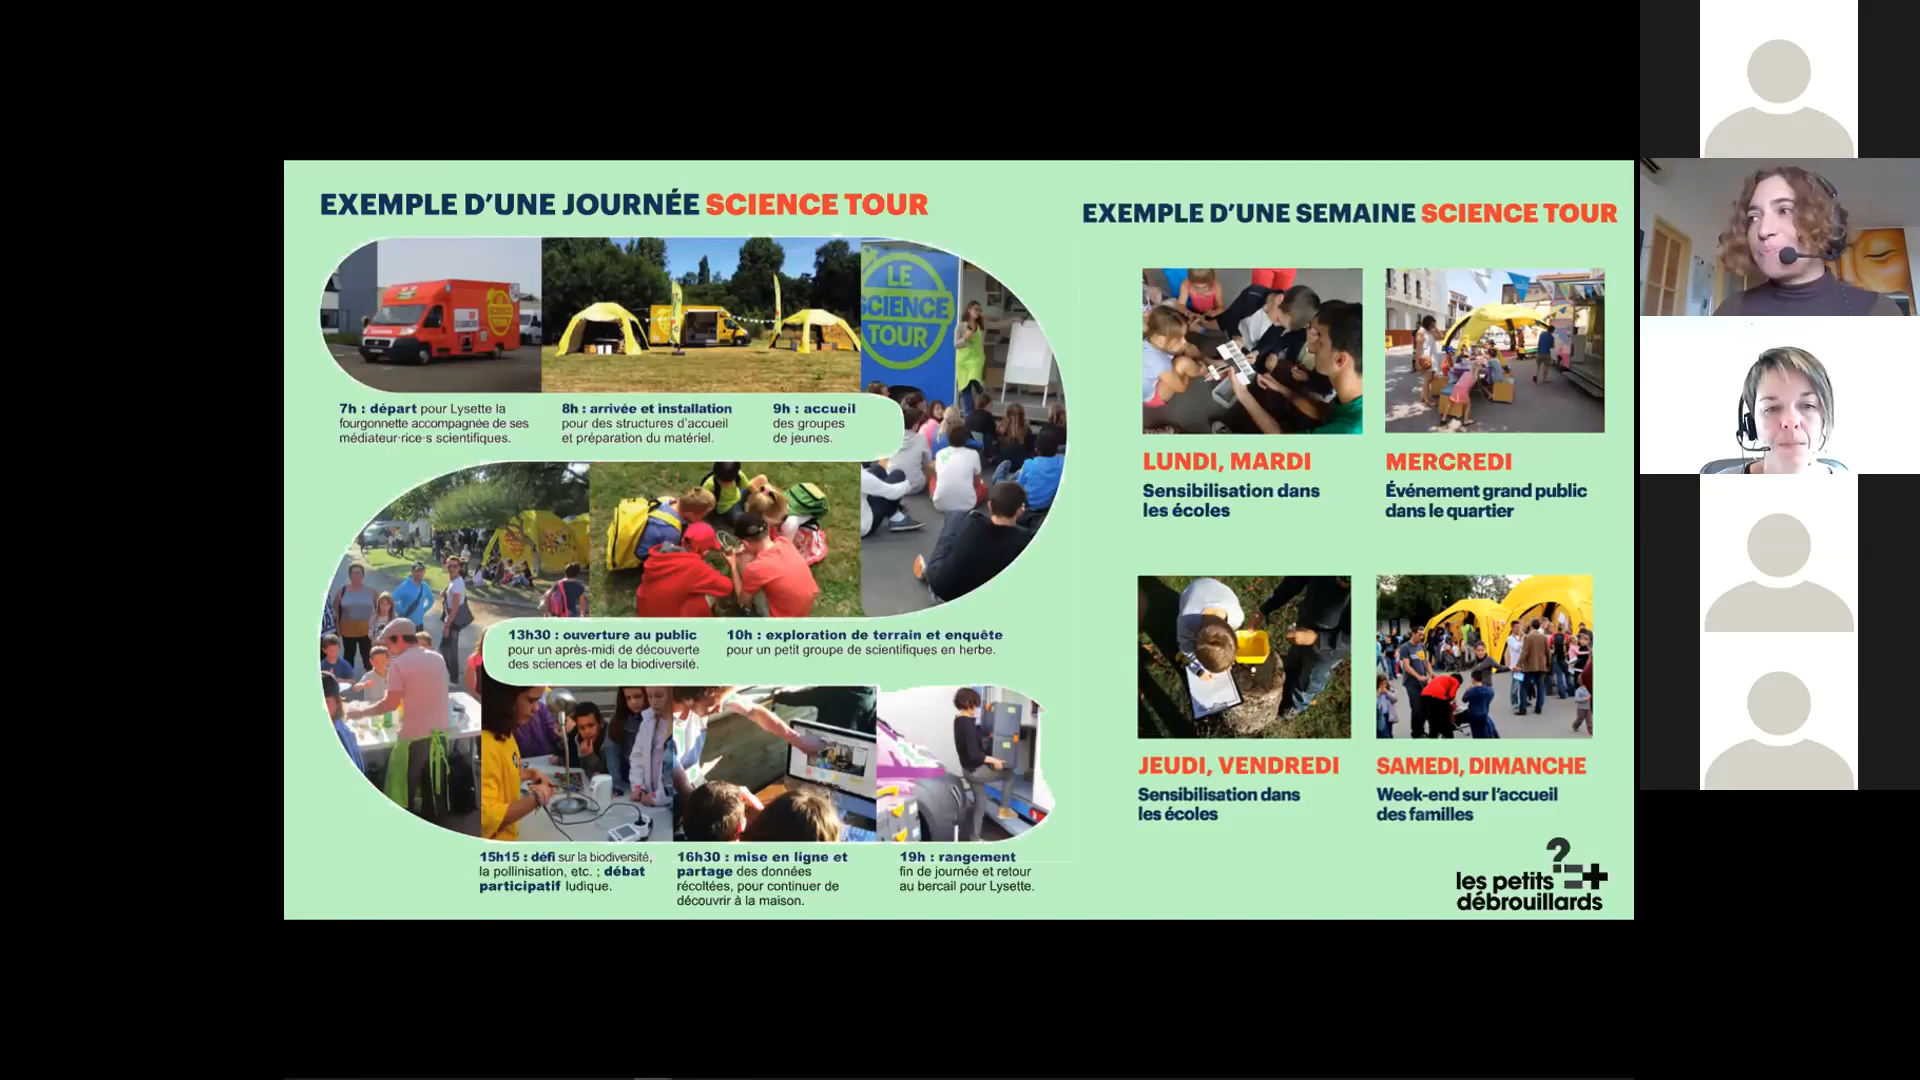 EXEMPLE D'UNE JOURNÉE SCIENCE TOUR
LE
SCIENCE
TOUR
7h : départ pour Lysette la
fourgonnette accompagnée de ses
médiateur·rice·s scientifiques.
8h : arrivée et installation
pour des structures d'accueil
et préparation du matériel.
9h : accueil
des groupes
de jeunes.
13h30 : ouverture au public
pour un après-midi de découverte
des sciences et de la biodiversité.
10h : exploration de terrain et enquête
pour un petit groupe de scientifiques en herbe.
15h15 : défi sur la biodiversité,
la pollinisation, etc. ; débat
participatif ludique.
16h30 : mise en ligne et
partage des données
récoltées, pour continuer de
découvrir à la maison.
19h : rangement
fin de journée et retour
au bercail pour Lysette.
EXEMPLE D'UNE SEMAINE SCIENCE TOUR
LUNDI, MARDI
Sensibilisation dans
les écoles
MERCREDI
Événement grand public
dans le quartier
JEUDI, VENDREDI
Sensibilisation dans
les écoles
SAMEDI, DIMANCHE
Week-end sur l'accueil
des familles
les petits
débrouillards